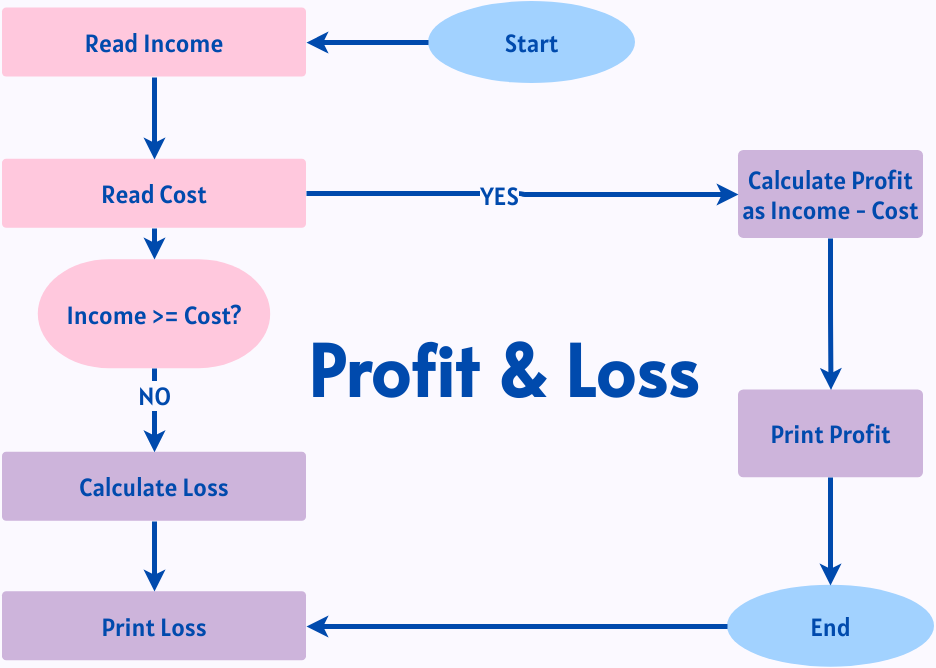 Read Income
Start
Read Cost
YES
Calculate Profit
as Income - Cost
Income >= Cost?
Profit & Loss
NO
Print Profit
Calculate Loss
Print Loss
End